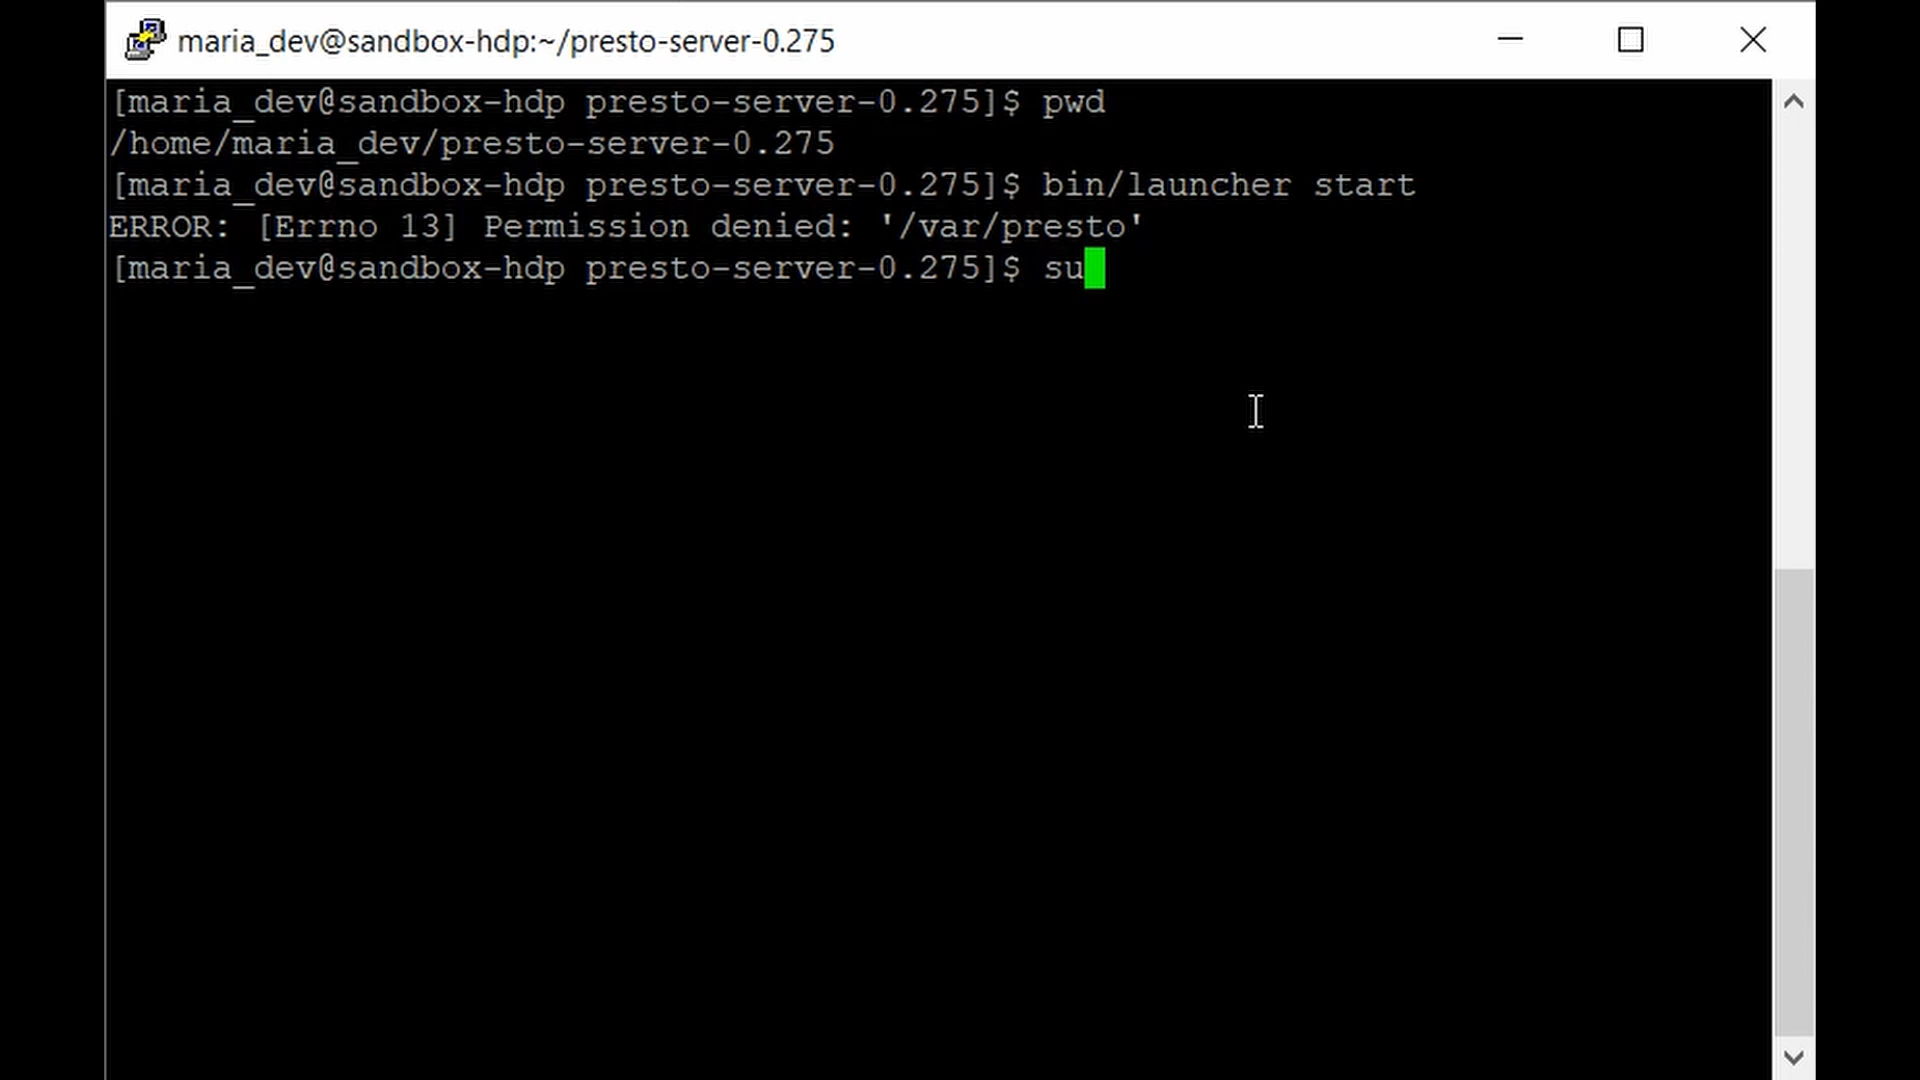 maria_dev@sandbox-hdp:~/presto-server-0.275
[maria_dev@sandbox-hdp presto-server-0.275]$ pwd
/home/maria_dev/presto-server-0.275
[maria_dev@sandbox-hdp presto-server-0.275]$ bin/launcher start
ERROR: [Errno 13] Permission denied: '/var/presto'
[maria_dev@sandbox-hdp presto-server-0.275]$ su